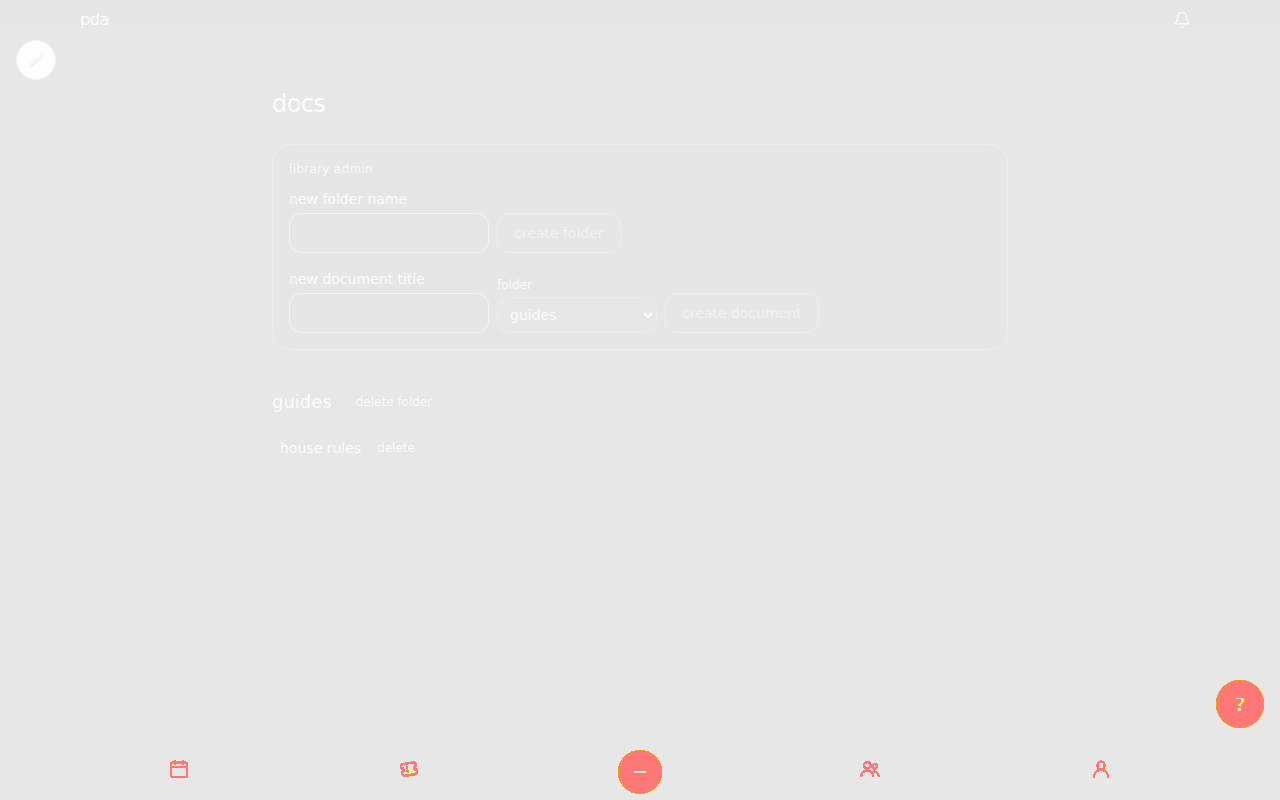 pda
docs
library admin
new folder name
create folder
new document title
folder
guides
create document
guides delete folder
house rules delete
?